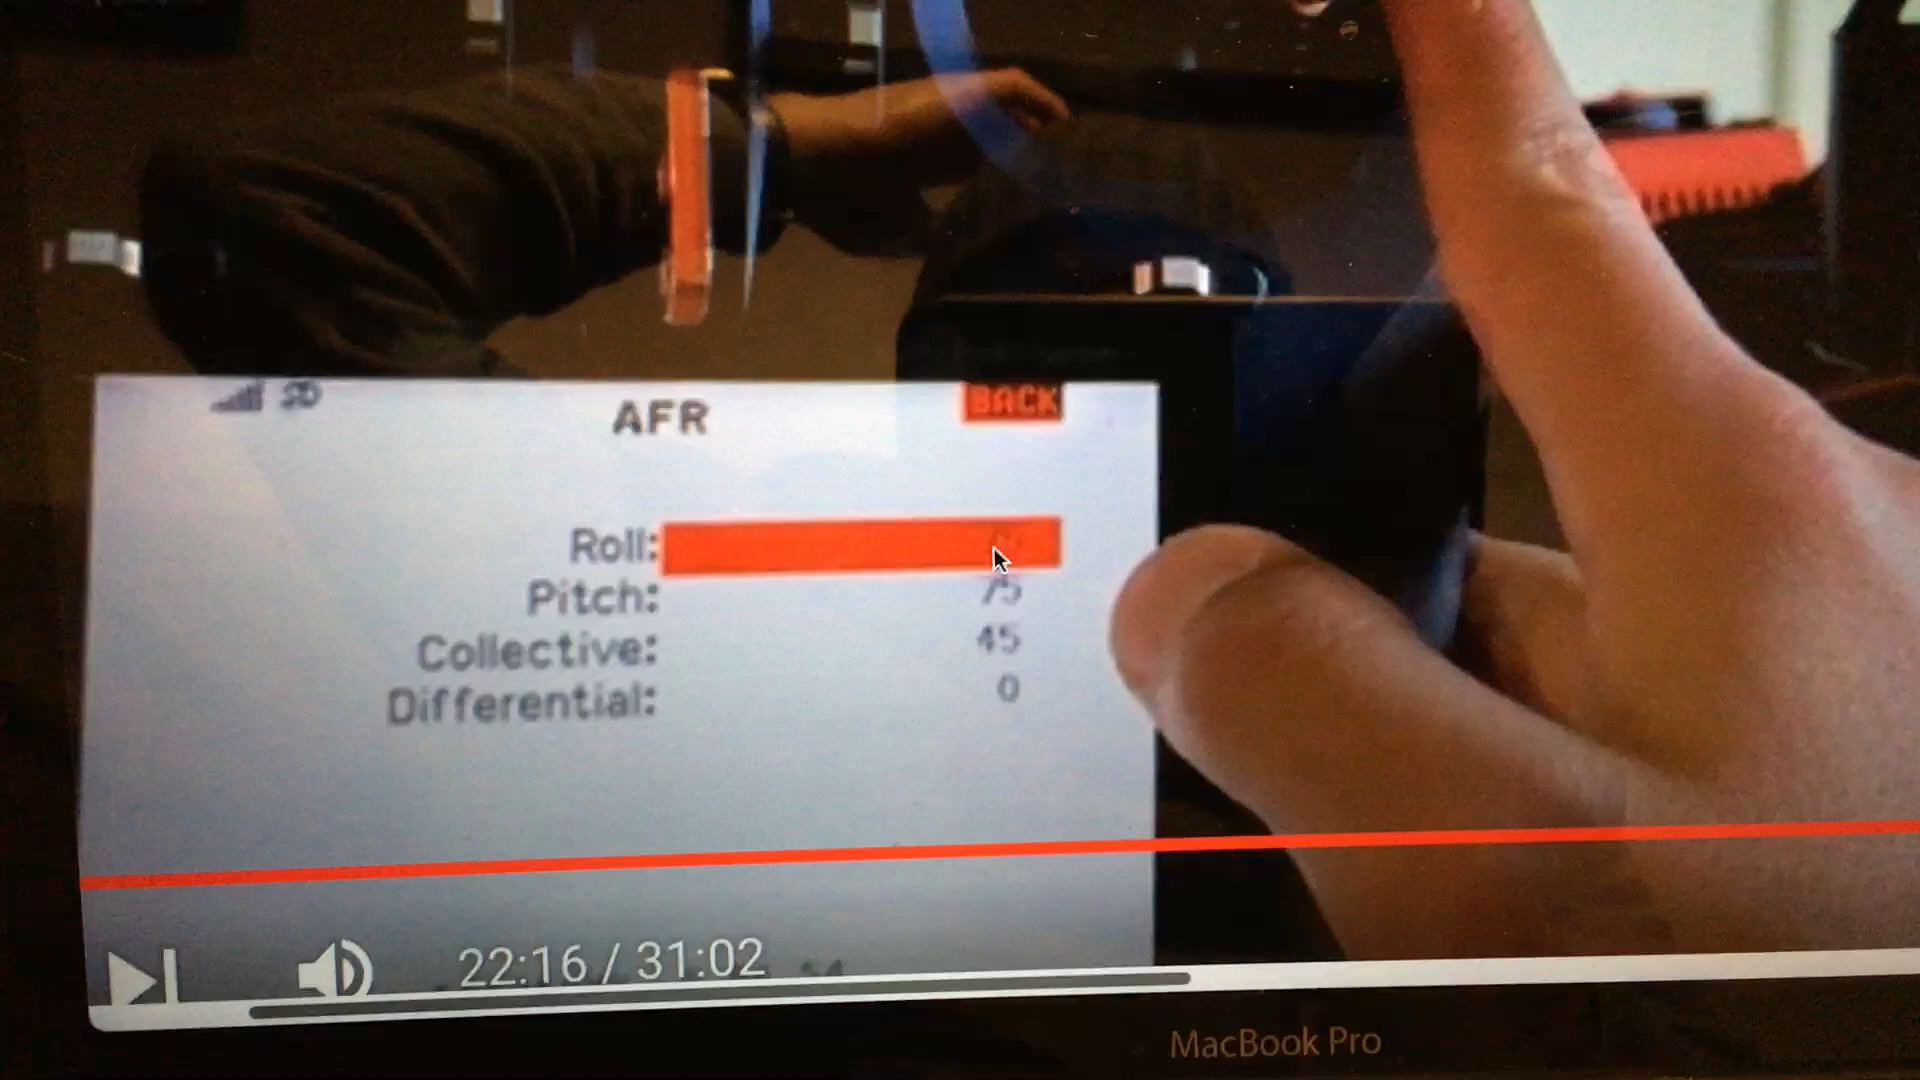 AFR
BACK
Roll:
Pitch: 75
Collective: 45
Differential: 0
22:16 / 31:02
MacBook Pro